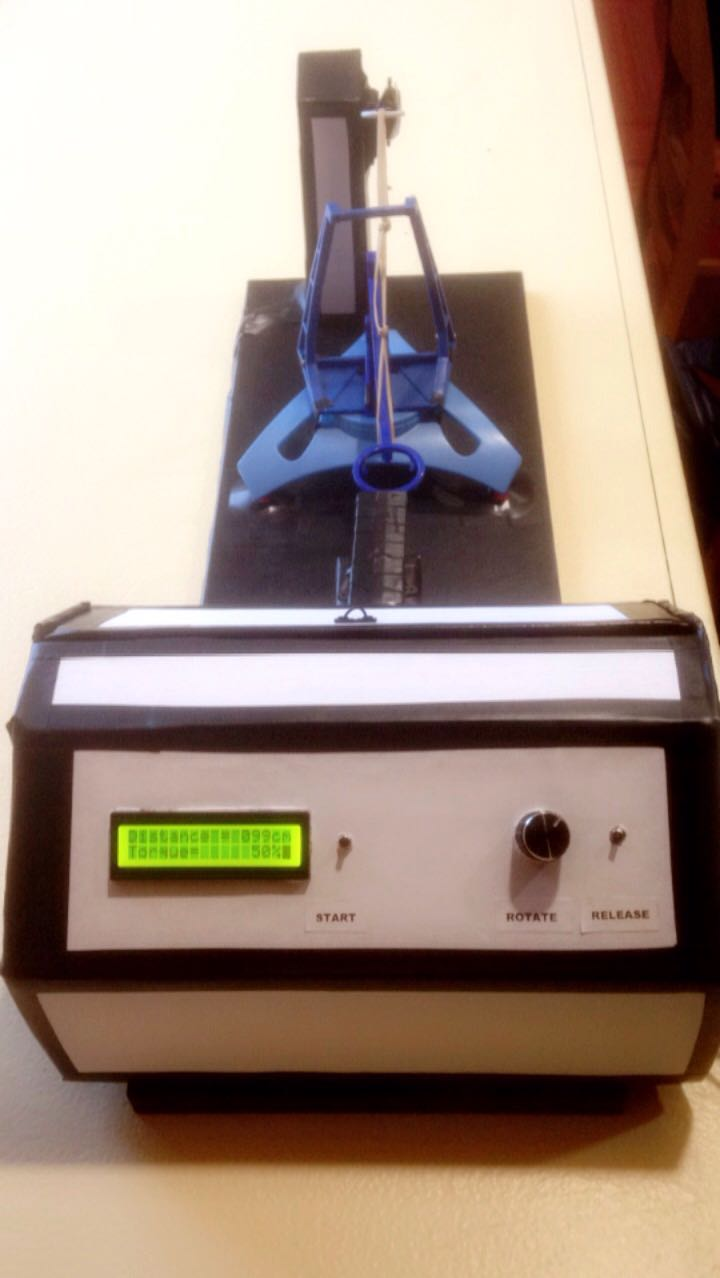 Distance= 099cm
Torque= 50%
START
ROTATE
RELEASE